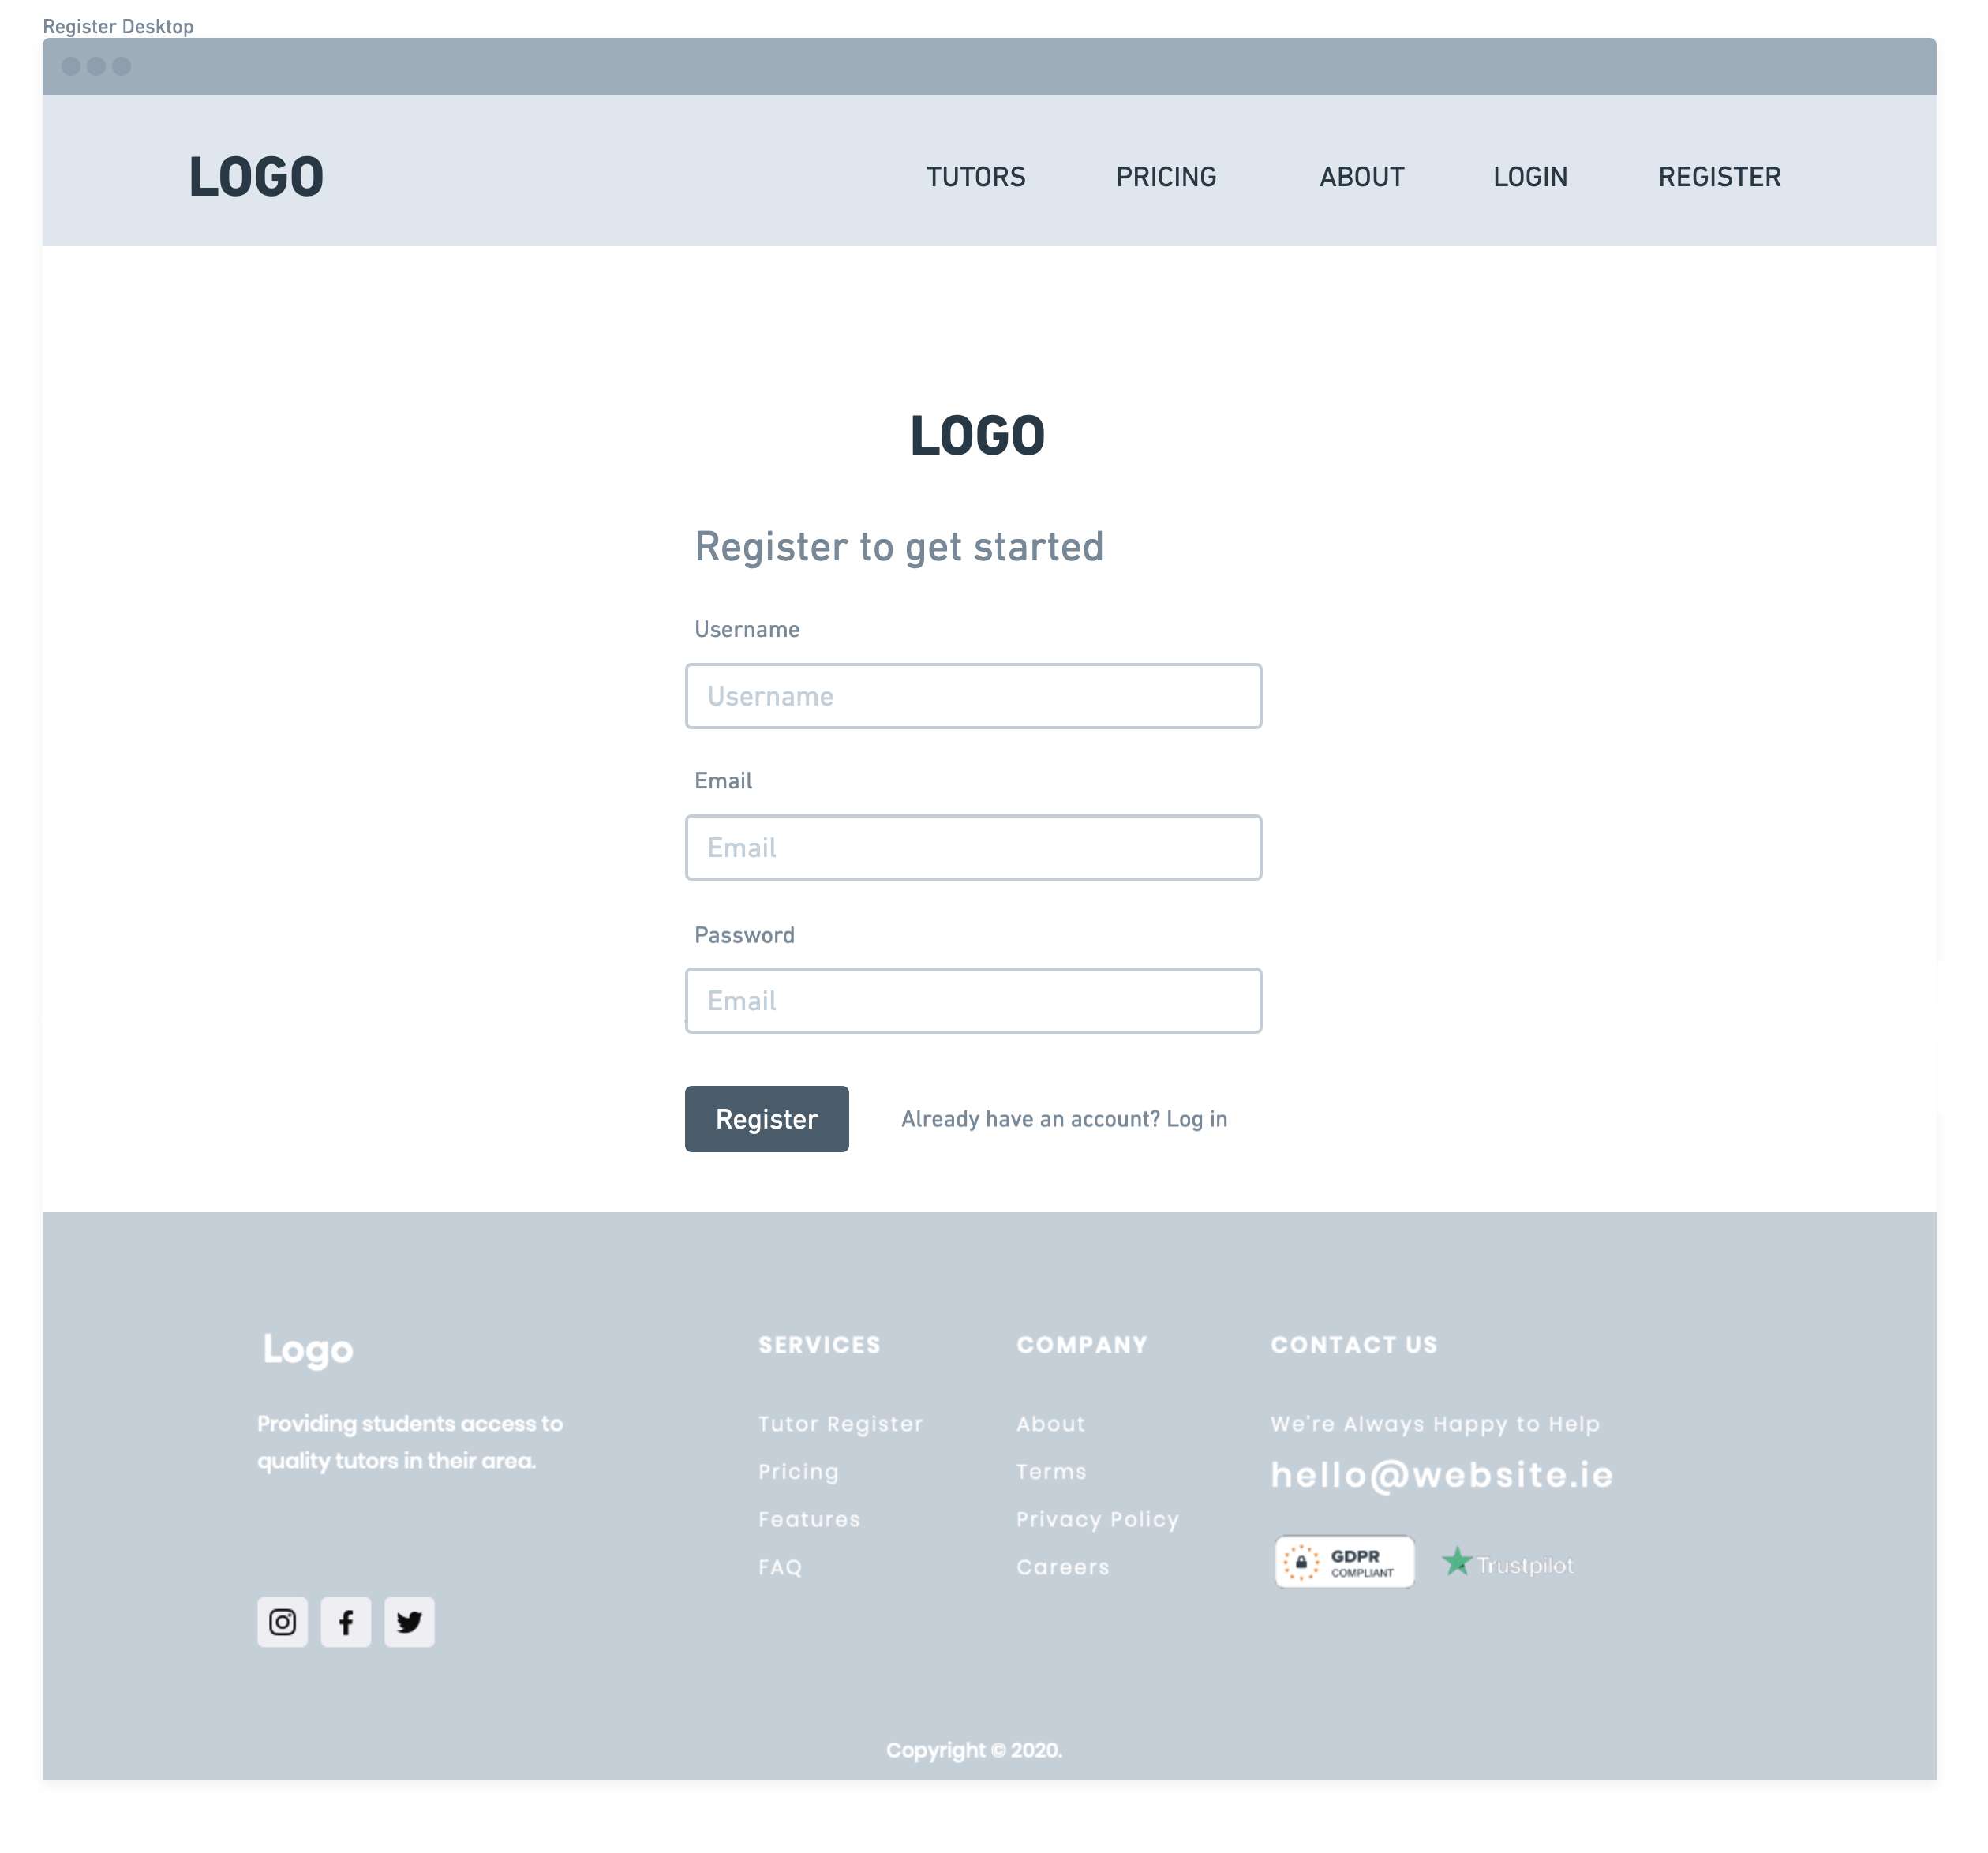 Register Desktop
LOGO
TUTORS PRICING ABOUT LOGIN REGISTER
LOGO
Register to get started
Username
Username
Email
Email
Password
Email
Register
Already have an account? Log in
Logo
Providing students access to
quality tutors in their area.
SERVICES
Tutor Register
Pricing
Features
FAQ
COMPANY
About
Terms
Privacy Policy
Careers
CONTACT US
We're Always Happy to Help
hello@website.ie
GDPR
COMPLIANT
Trustpilot
Copyright © 2020.